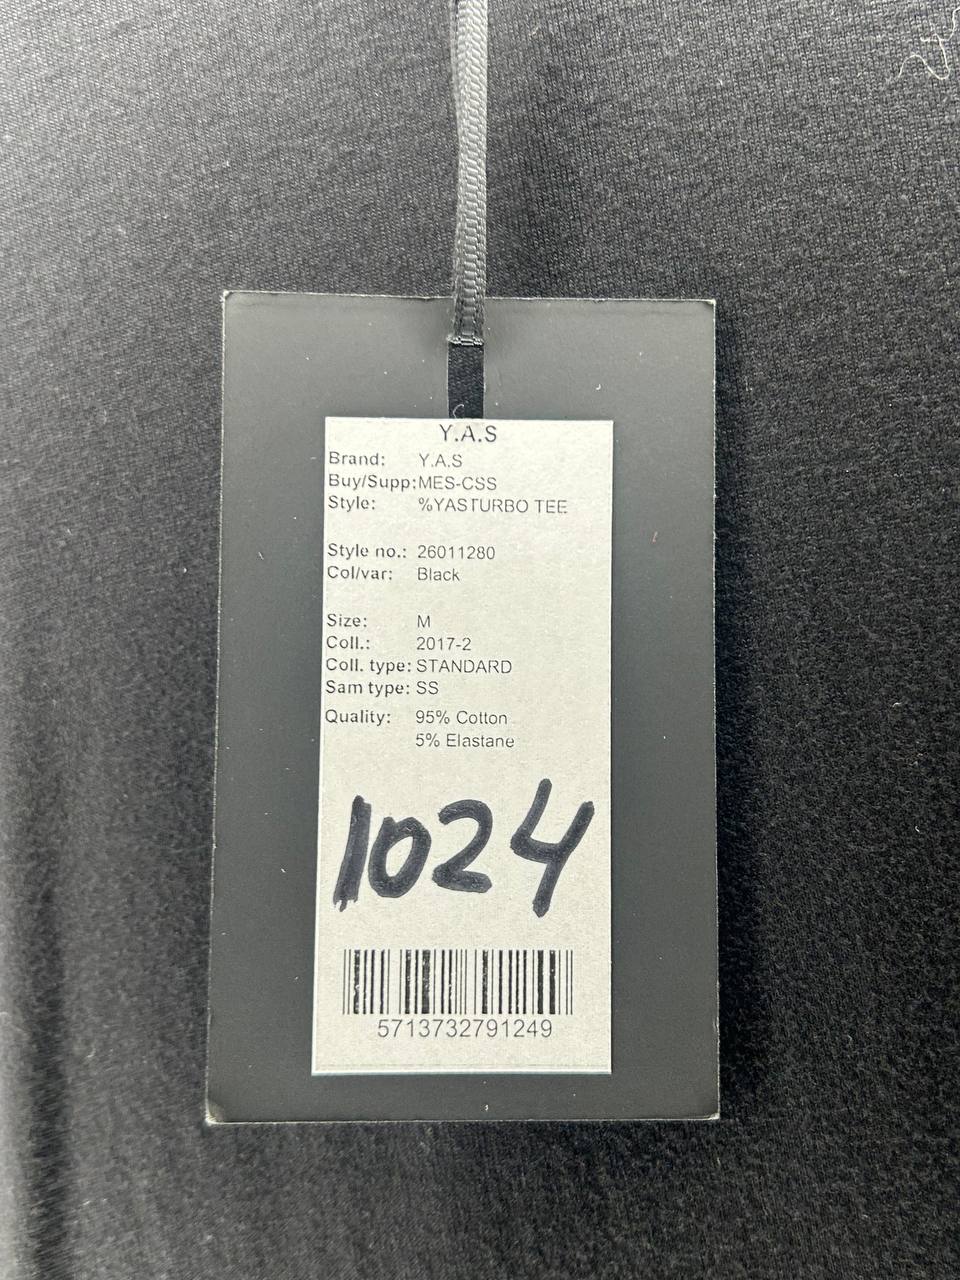 Y.A.S
Brand: Y.A.S
Buy/Supp: MES-CSS
Style: %YASTURBO TEE
Style no.: 26011280
Col/var: Black
Size: M
Coll.: 2017-2
Coll. type: STANDARD
Sam type: SS
Quality: 95% Cotton
5% Elastane
1024
5713732791249